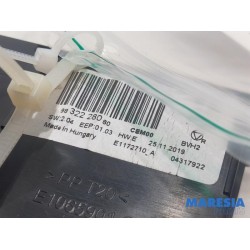 98 322 280 80
CBM00
SW:2.04 EEP:01.03 HW:E 25.11.2019 BVH2
Made in Hungary E1172710_A 04317922
MORESIA